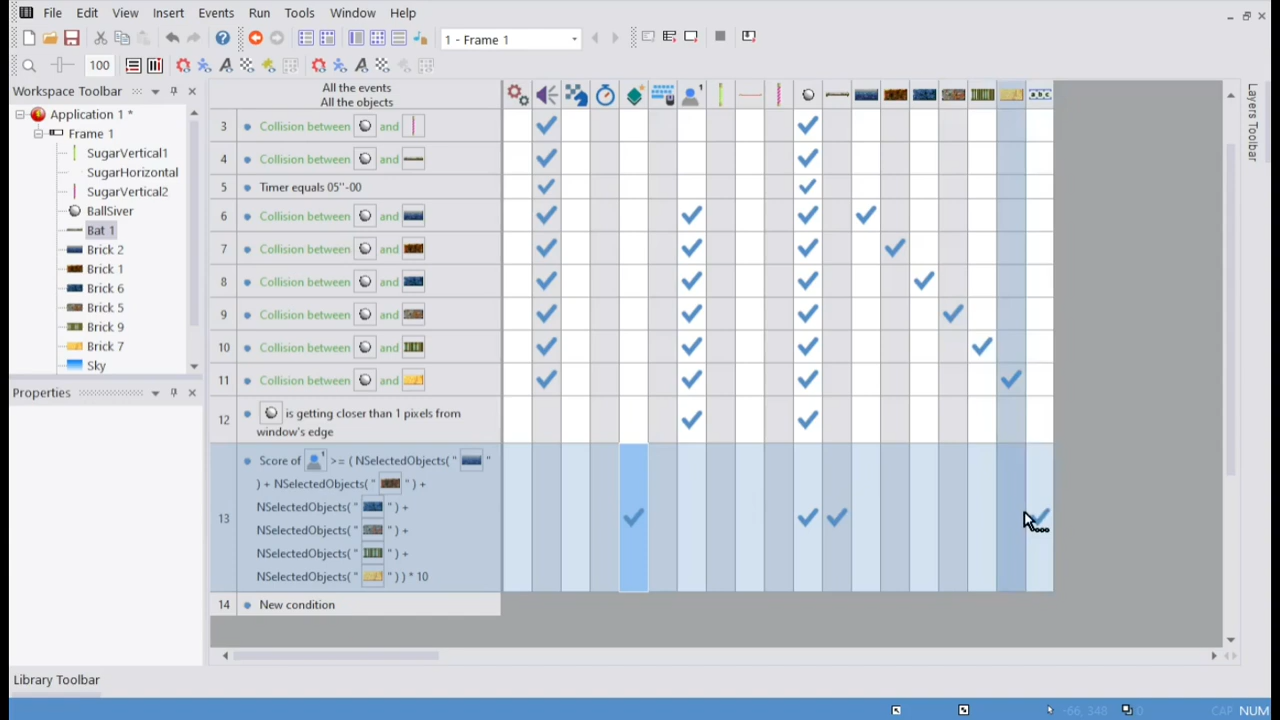 File Edit View Insert Events Run Tools Window Help
1 - Frame 1
100
Workspace Toolbar
Application 1 *
Frame 1
SugarVertical1
SugarHorizontal
SugarVertical2
BallSiver
Bat 1
Brick 2
Brick 1
Brick 6
Brick 5
Brick 9
Brick 7
Sky
Properties
All the events
All the objects
3 Collision between and
4 Collision between and
5 Timer equals 05''-00
6 Collision between and
7 Collision between and
8 Collision between and
9 Collision between and
10 Collision between and
11 Collision between and
12 is getting closer than 1 pixels from
window's edge
13 Score of >= ( NSelectedObjects( " "
) + NSelectedObjects( " " ) +
NSelectedObjects( " " ) +
NSelectedObjects( " " ) +
NSelectedObjects( " " ) +
NSelectedObjects( " " ) ) * 10
14 New condition
Layers Toolbar
Library Toolbar
-66, 348 0 CAP NUM